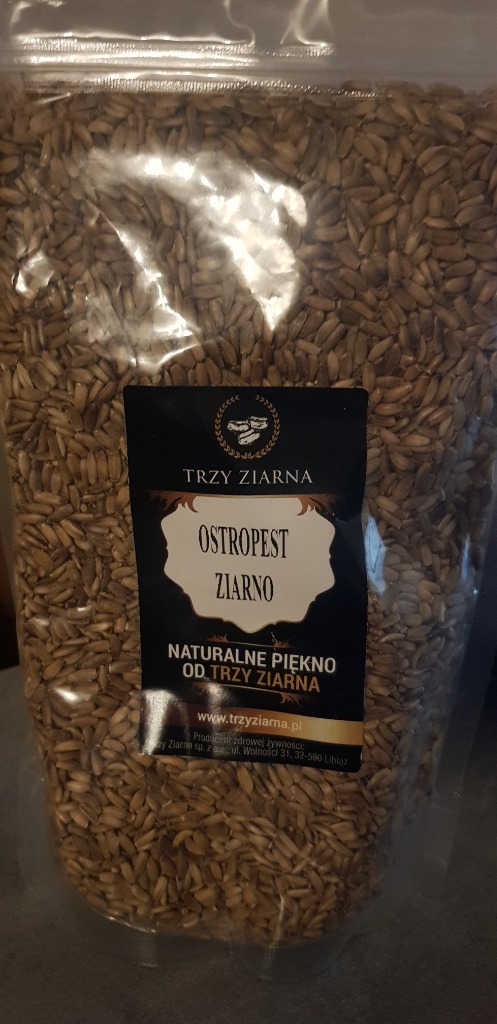 TRZY ZIARNA
OSTROPEST
ZIARNO
NATURALNE PIĘKNO
OD TRZY ZIARNA
www.trzyziarna.pl
Producent zdrowej żywności:
Ziarna sp. z o.o., ul. Wolności 31, 32-590 Libiąż